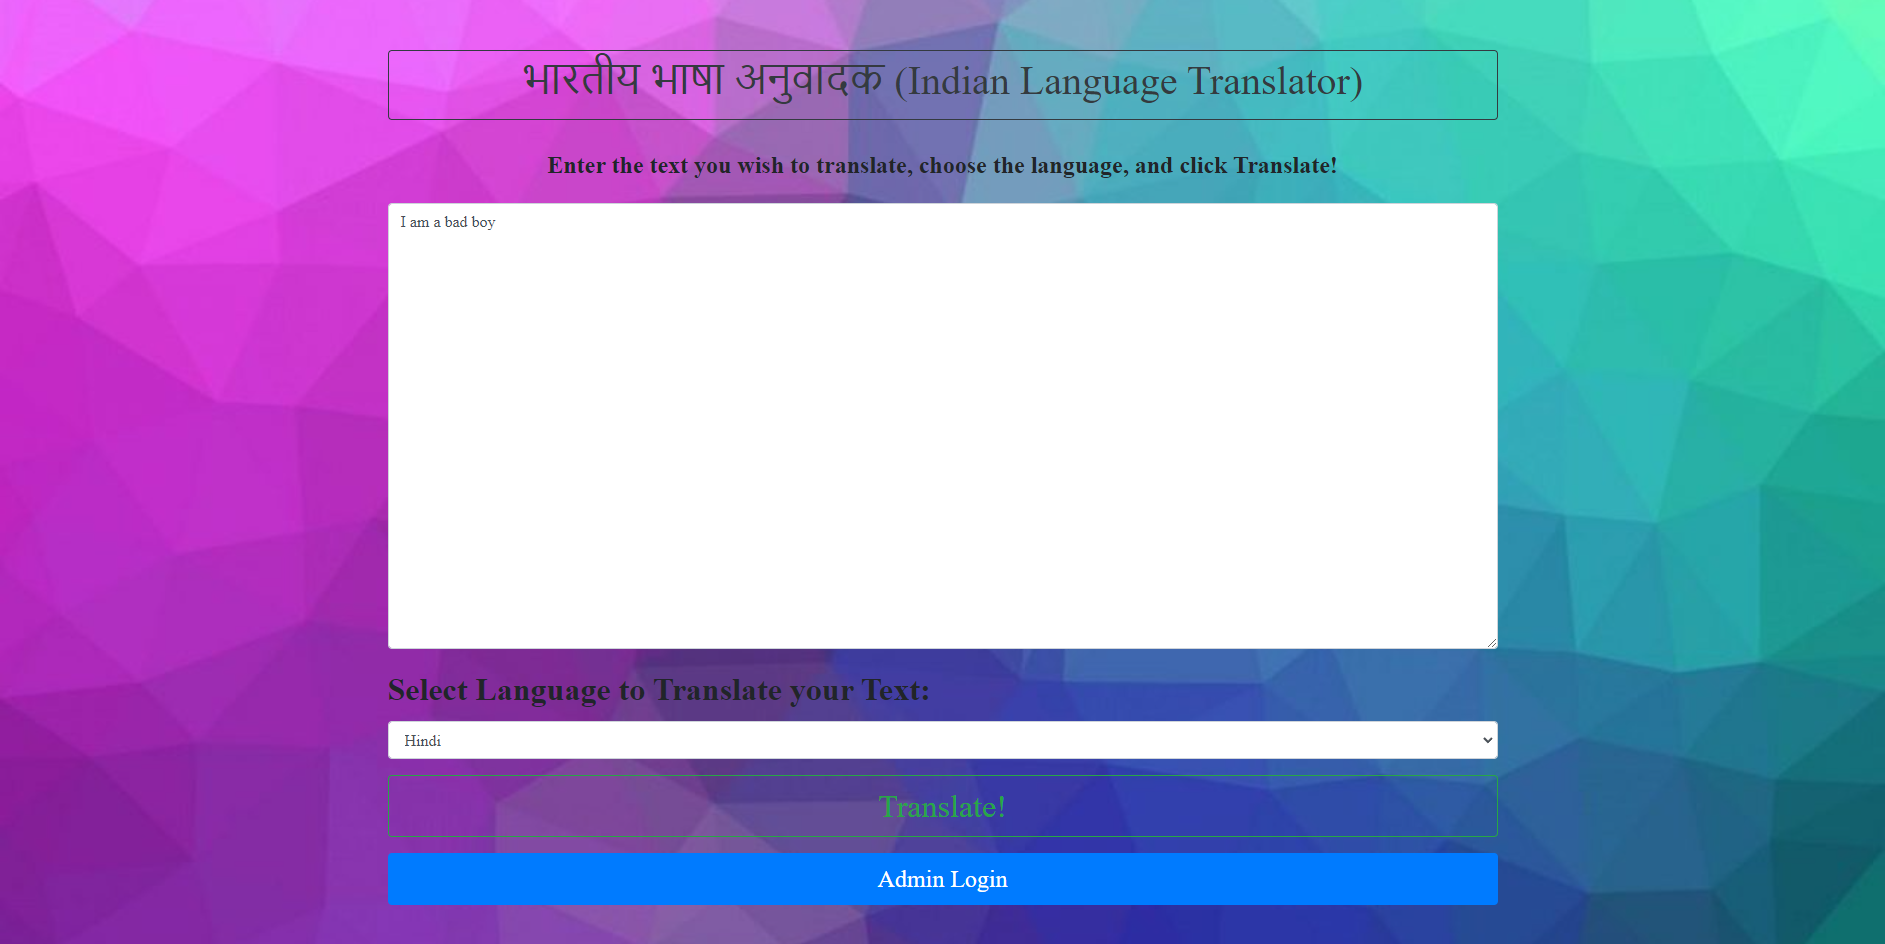 भारतीय भाषा अनुवादक (Indian Language Translator)
Enter the text you wish to translate, choose the language, and click Translate!
I am a bad boy
Select Language to Translate your Text:
Hindi
Translate!
Admin Login